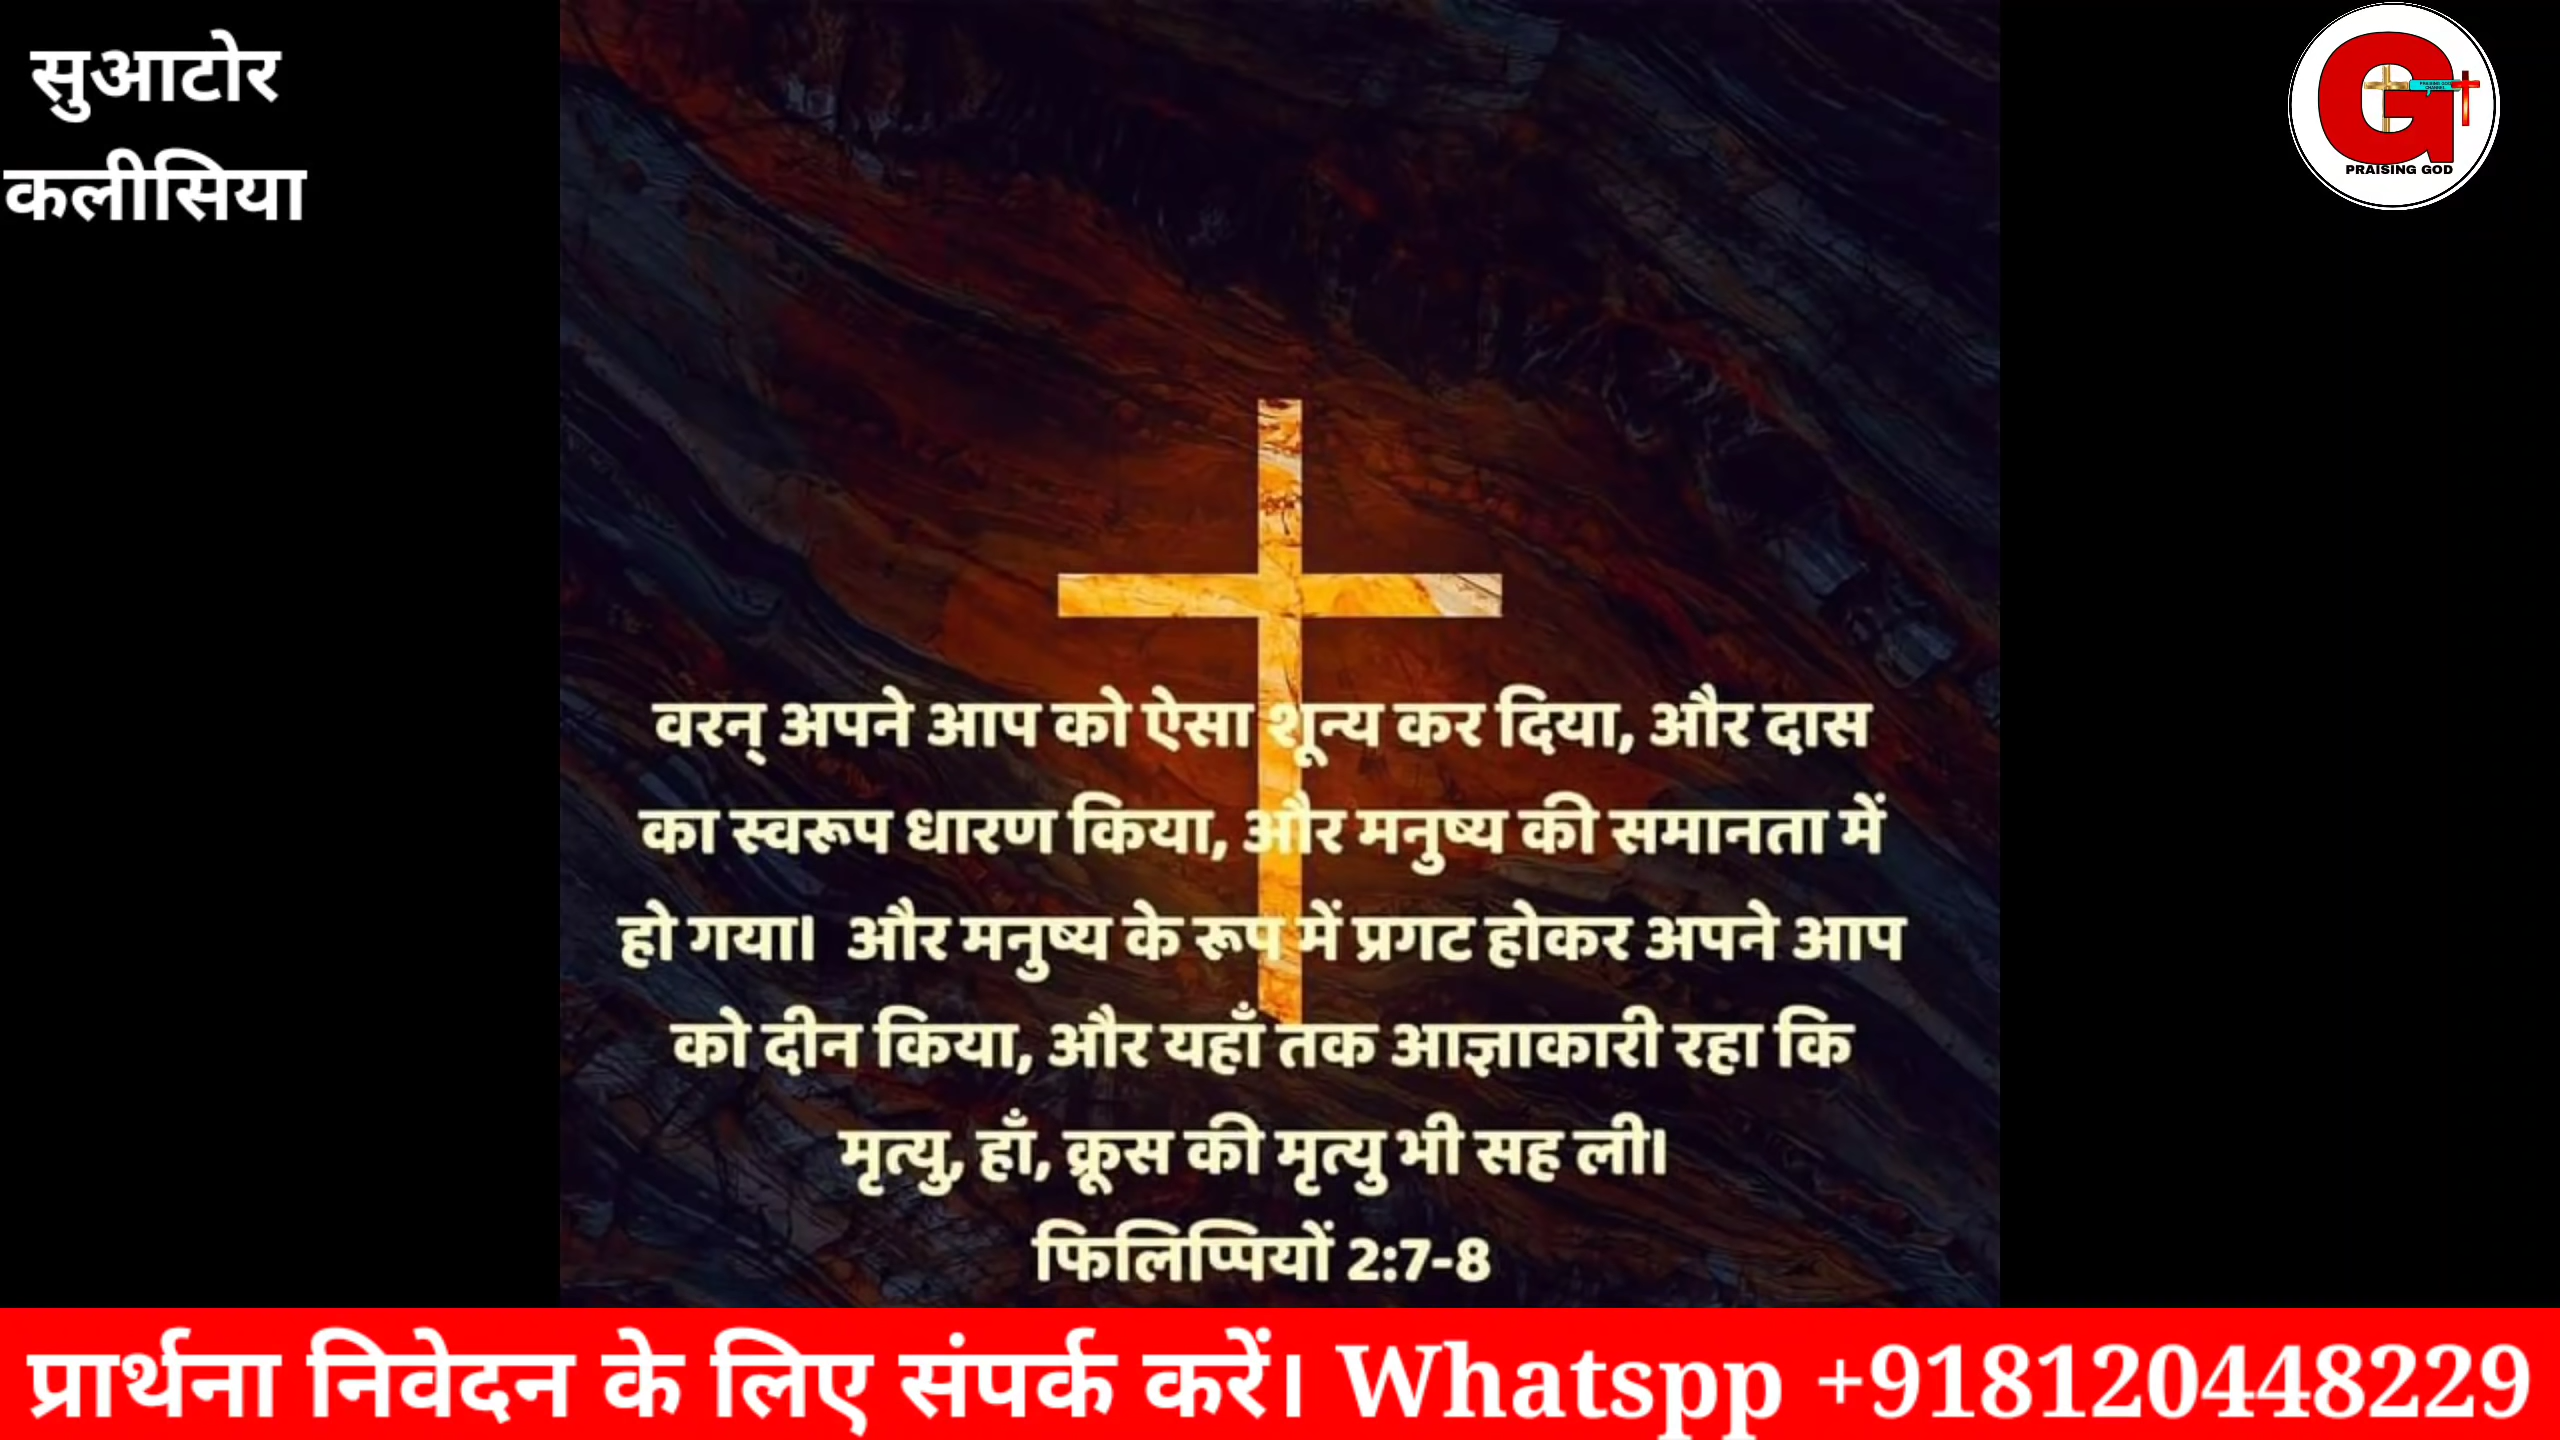 सुआटोर
कलीसिया
PRAISING GOD
वरन् अपने आप को ऐसा शून्य कर दिया, और दास
का स्वरूप धारण किया, और मनुष्य की समानता में
हो गया। और मनुष्य के रूप में प्रगट होकर अपने आप
को दीन किया, और यहाँ तक आज्ञाकारी रहा कि
मृत्यु, हाँ, क्रूस की मृत्यु भी सह ली।
फिलिप्पियों 2:7-8
प्रार्थना निवेदन के लिए संपर्क करें। Whatspp +918120448229